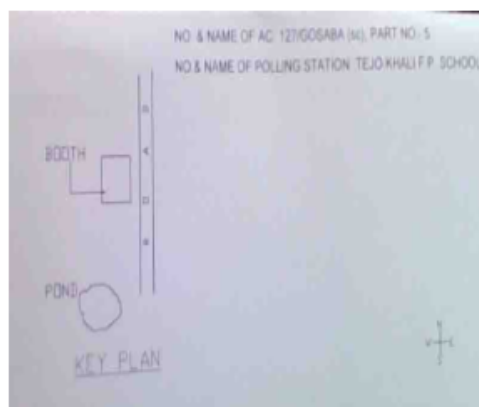 NO. & NAME OF AC 127/GOSABA (sc), PART NO:- 5
NO.& NAME OF POLLING STATION TEJO KHALI F.P. SCHOOL
BOOTH
R O A D
POND
KEY PLAN
N
W E
S